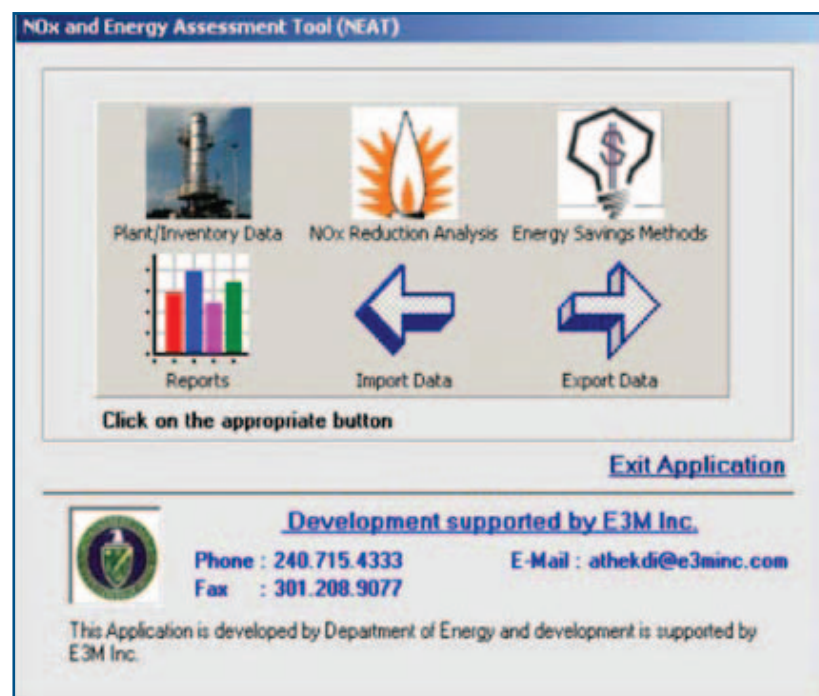 NOx and Energy Assessment Tool (NEAT)
Plant/Inventory Data NOx Reduction Analysis Energy Savings Methods
Reports Import Data Export Data
Click on the appropriate button
Exit Application
Development supported by E3M Inc.
Phone : 240.715.4333 E-Mail : athekdi@e3minc.com
Fax : 301.208.9077
This Application is developed by Department of Energy and development is supported by
E3M Inc.